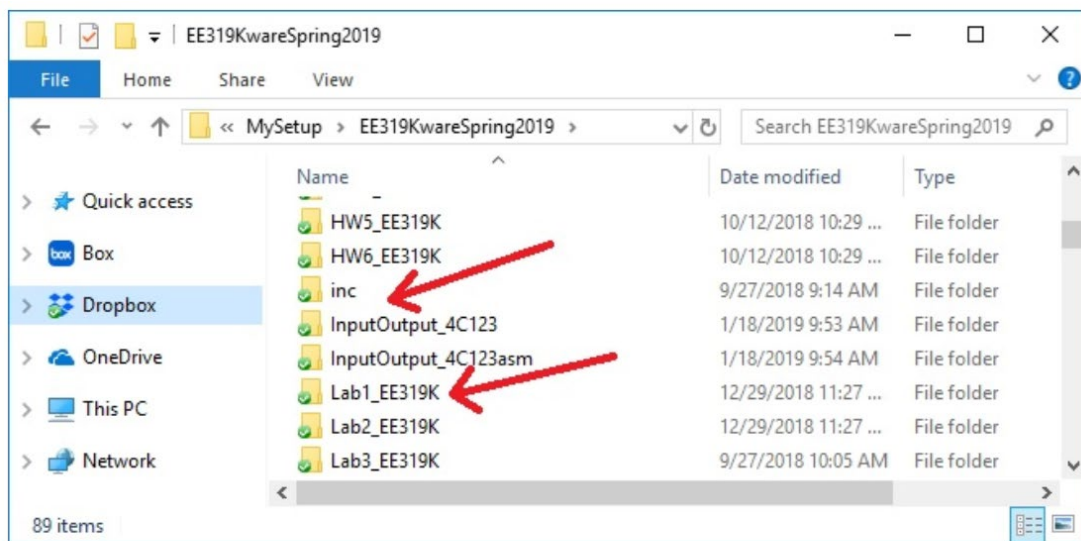 EE319KwareSpring2019
File Home Share View
« MySetup > EE319KwareSpring2019 > Search EE319KwareSpring2019
Name Date modified Type
Quick access
Box
Dropbox
OneDrive
This PC
Network
HW5_EE319K 10/12/2018 10:29 ... File folder
HW6_EE319K 10/12/2018 10:29 ... File folder
inc 9/27/2018 9:14 AM File folder
InputOutput_4C123 1/18/2019 9:53 AM File folder
InputOutput_4C123asm 1/18/2019 9:54 AM File folder
Lab1_EE319K 12/29/2018 11:27 ... File folder
Lab2_EE319K 12/29/2018 11:27 ... File folder
Lab3_EE319K 9/27/2018 10:05 AM File folder
89 items